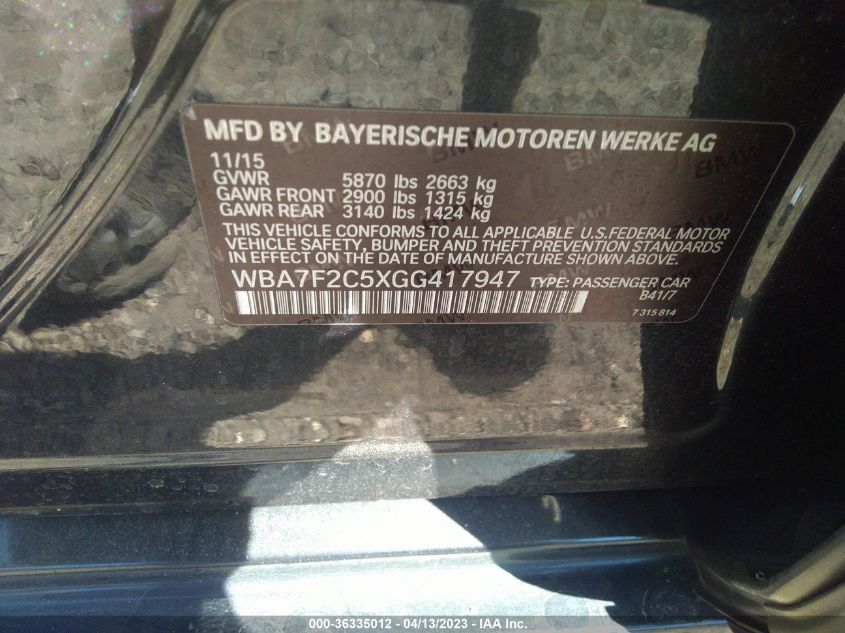 MFD BY BAYERISCHE MOTOREN WERKE AG
11/15
GVWR 5870 lbs 2663 kg
GAWR FRONT 2900 lbs 1315 kg
GAWR REAR 3140 lbs 1424 kg
THIS VEHICLE CONFORMS TO ALL APPLICABLE U.S.FEDERAL MOTOR
VEHICLE SAFETY, BUMPER AND THEFT PREVENTION STANDARDS
IN EFFECT ON THE DATE OF MANUFACTURE SHOWN ABOVE.
WBA7F2C5XGG417947 TYPE: PASSENGER CAR
B41/7
7 315 814
000-36335012 - 04/13/2023 - IAA Inc.